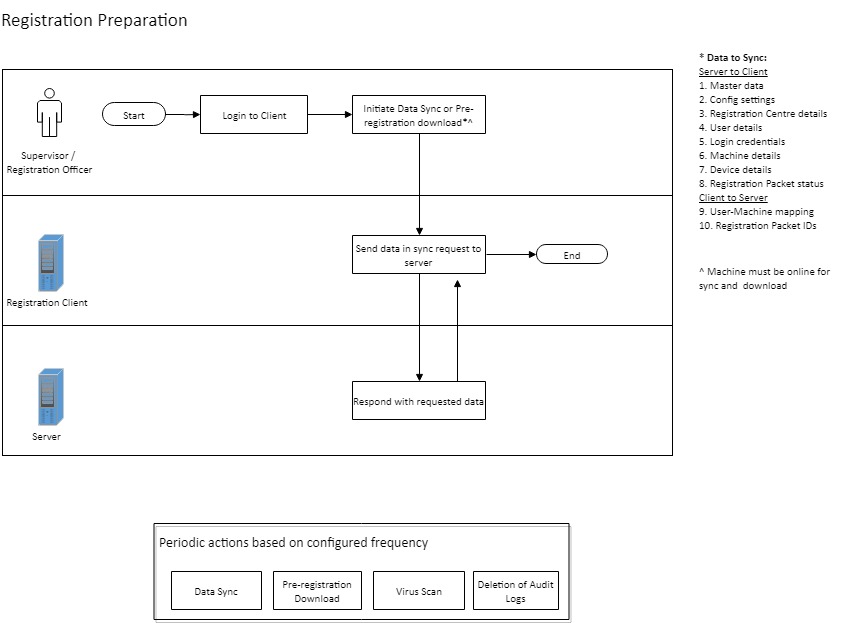 Registration Preparation
* Data to Sync:
Server to Client
1. Master data
2. Config settings
3. Registration Centre details
4. User details
5. Login credentials
6. Machine details
7. Device details
8. Registration Packet status
Client to Server
9. User-Machine mapping
10. Registration Packet IDs
^ Machine must be online for
sync and download
Supervisor /
Registration Officer
Start
Login to Client
Initiate Data Sync or Pre-
registration download*^
Registration Client
Send data in sync request to
server
End
Server
Respond with requested data
Periodic actions based on configured frequency
Data Sync
Pre-registration
Download
Virus Scan
Deletion of Audit
Logs